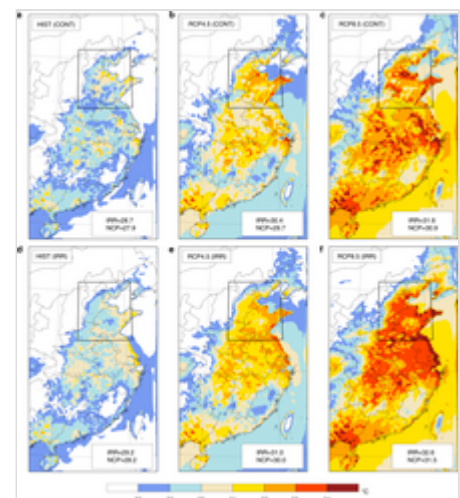 a
HIST (CONT)
b
RCP4.5 (CONT)
c
RCP8.5 (CONT)
IRR=28.7
NCP=27.9
IRR=30.4
NCP=29.7
IRR=31.8
NCP=30.9
d
HIST (IRR)
e
RCP4.5 (IRR)
f
RCP8.5 (IRR)
IRR=29.2
NCP=28.2
IRR=31.0
NCP=30.0
IRR=32.6
NCP=31.5
°C